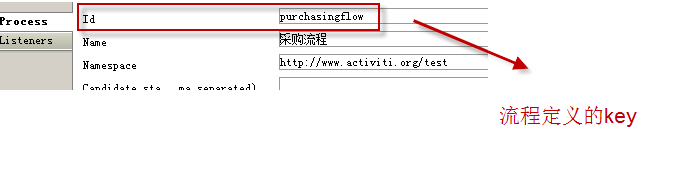 Process
Listeners
Id purchasingflow
Name 采购流程
Namespace http://www.activiti.org/test
流程定义的key